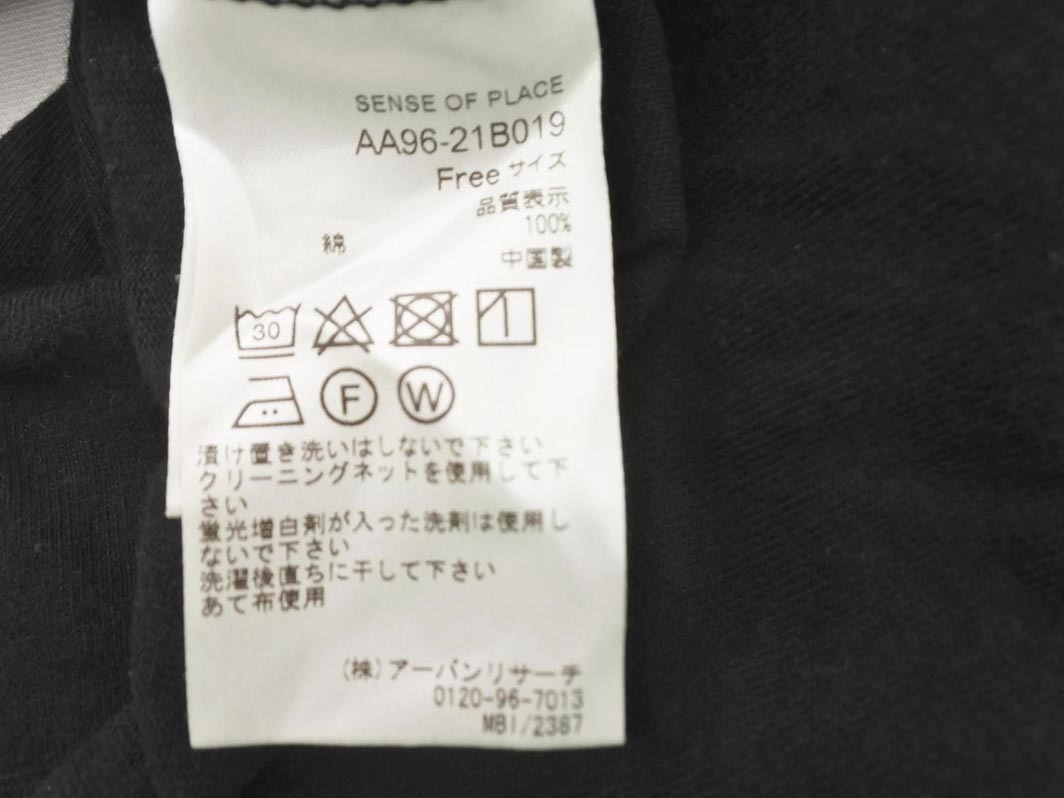 SENSE OF PLACE
AA96-21B019
Free サイズ
品質表示
綿 100%
中国製
30
F W
漬け置き洗いはしないで下さい
クリーニングネットを使用して下
さい
蛍光増白剤が入った洗剤は使用し
ないで下さい
洗濯後直ちに干して下さい
あて布使用
(株)アーバンリサーチ
0120-96-7013
MBI/2387